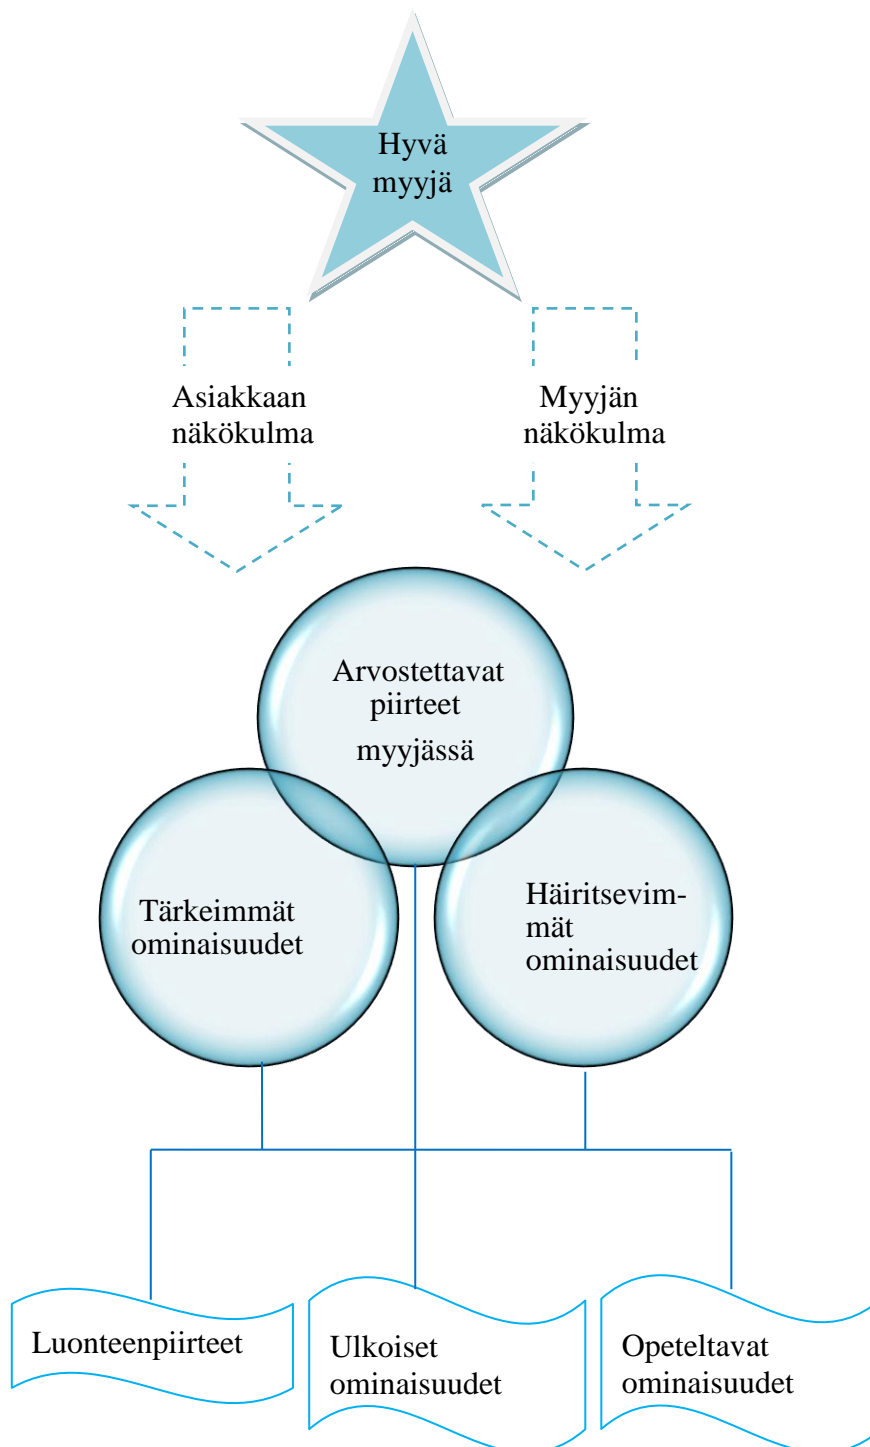 Hyvä
myyjä
Asiakkaan
näkökulma
Myyjän
näkökulma
Arvostettavat
piirteet
myyjässä
Tärkeimmät
ominaisuudet
Häiritsevim-
mät
ominaisuudet
Luonteenpiirteet
Ulkoiset
ominaisuudet
Opeteltavat
ominaisuudet